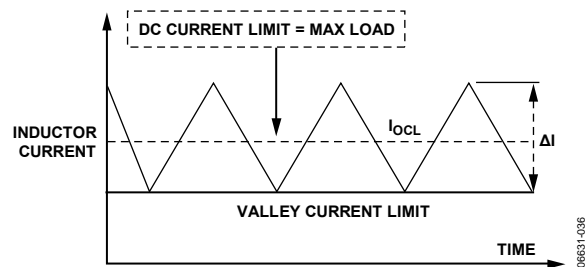 DC CURRENT LIMIT = MAX LOAD
INDUCTOR
CURRENT
IOCL
ΔI
VALLEY CURRENT LIMIT
TIME
06631-036